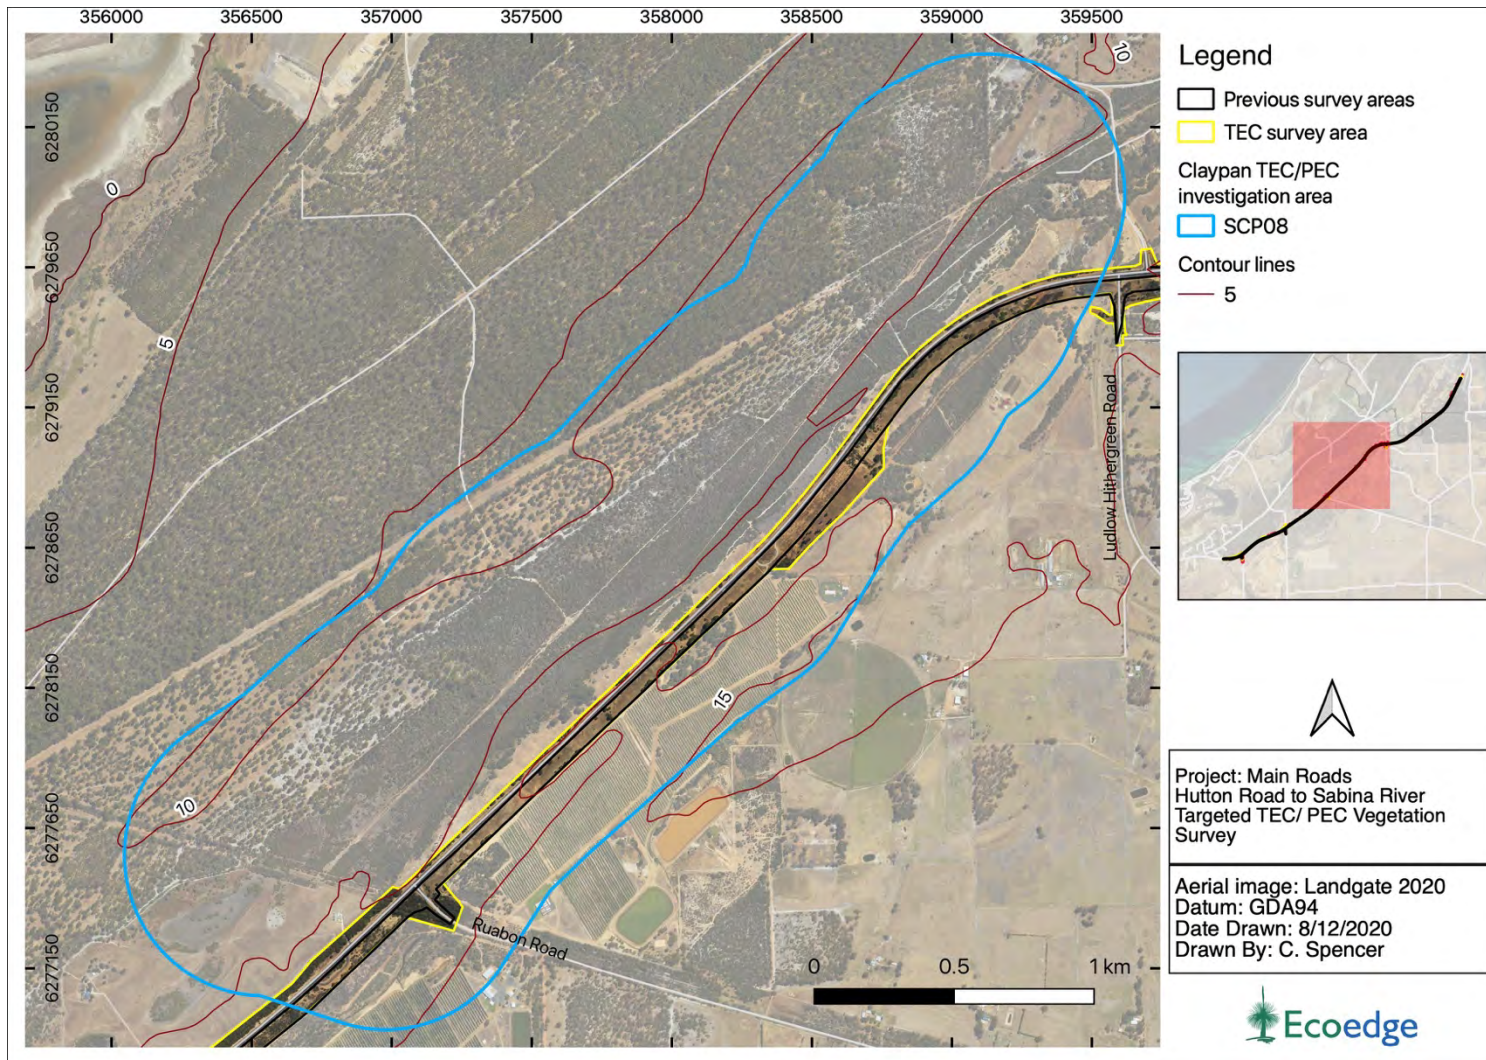 356000 356500 357000 357500 358000 358500 359000 359500
6280150
6279650
6279150
6278650
6278150
6277650
6277150
10
0
5
15
10
Ludlow Hithergreen Road
Ruabon Road
0 0.5 1 km
Legend
Previous survey areas
TEC survey area
Claypan TEC/PEC
investigation area
SCP08
Contour lines
5
Project: Main Roads
Hutton Road to Sabina River
Targeted TEC/ PEC Vegetation
Survey
Aerial image: Landgate 2020
Datum: GDA94
Date Drawn: 8/12/2020
Drawn By: C. Spencer
Ecoedge